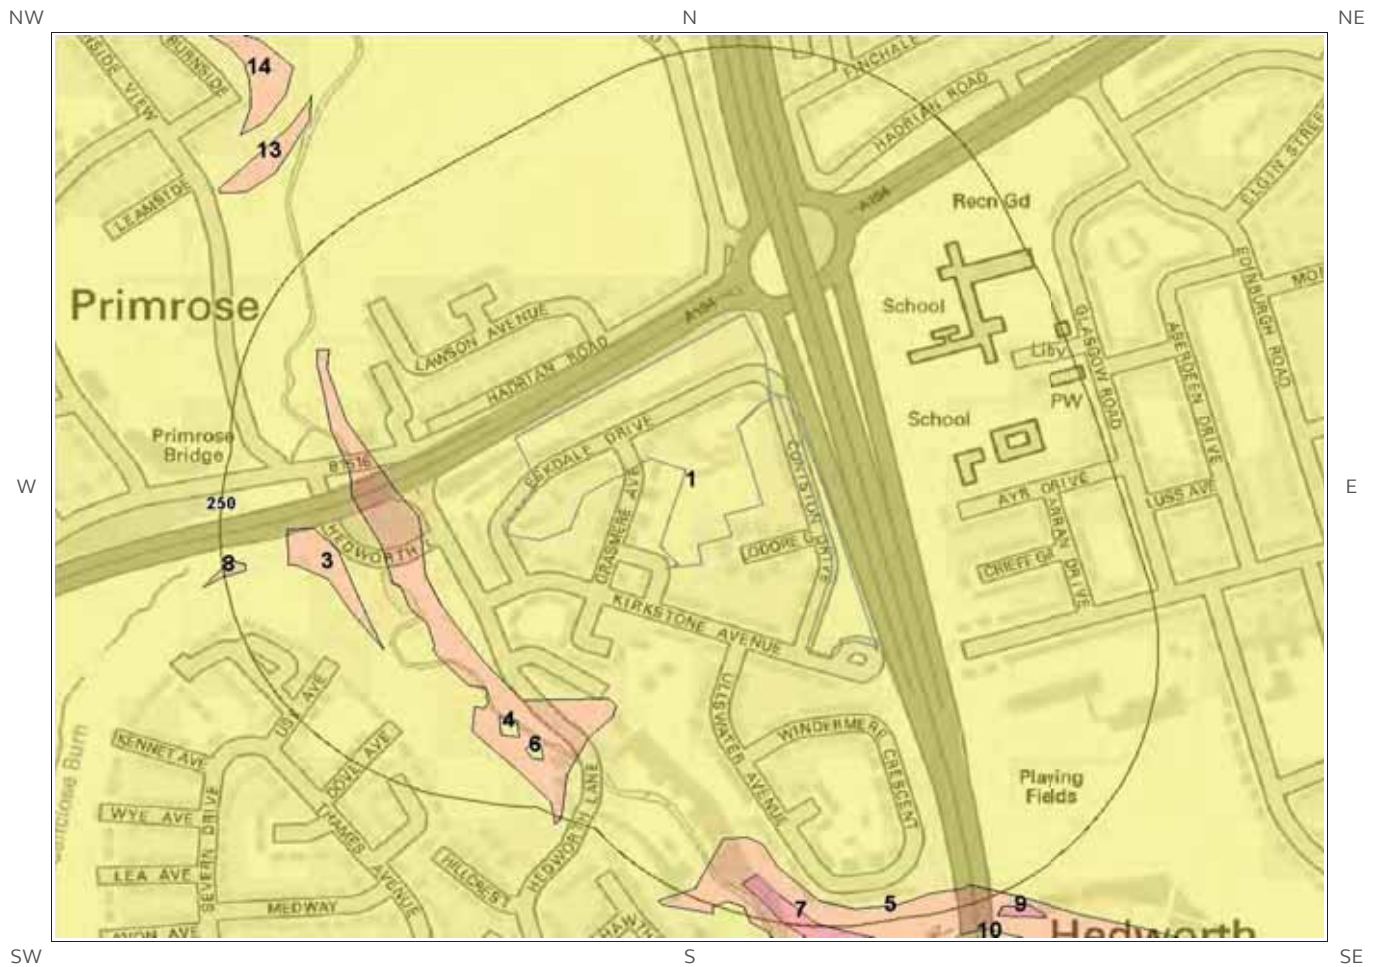 NW
N
NE
14
13
BURNSIDE
LEAMSIDE
FINCHALE
HADRIAN ROAD
ELGIN STREET
A194
Recn Gd
EDINBURGH ROAD
Primrose
School
LAWSON AVENUE
A194
HADRIAN ROAD
GLASGOW ROAD
ABERDEEN DRIVE
Liby
PW
School
Primrose
Bridge
ESKDALE DRIVE
CONISTON DRIVE
W
250
1
E
AYR DRIVE
LUSS AVE
ARRAN DRIVE
CRIEFF GR
GRASMERE AVE
LODORE
HEDWORTH
3
8
KIRKSTONE AVENUE
ULLSWATER AVENUE
WINDERMERE CRESCENT
4
6
USK AVE
DOVE AVE
KENNET AVE
WYE AVE
SEVERN DRIVE
THAMES AVENUE
LEA AVE
HILLCREST
HEDWORTH LANE
MEDWAY
AVON AVE
Playing
Fields
7
5
9
10
Hedworth
SW
S
SE